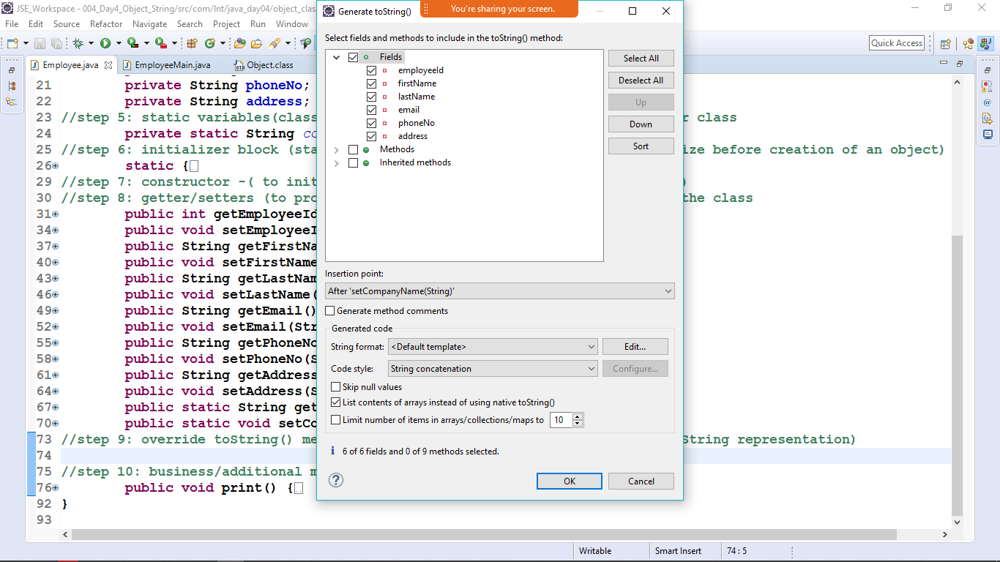 JSE_Workspace - 004_Day4_Object_String/src/com/Int/java_day04/object_clas
File Edit Source Refactor Navigate Search Project Run Window
Quick Access
Employee.java EmployeeMain.java Object.class
21 private String phoneNo;
22 private String address;
23 //step 5: static variables(clas r class
24 private static String co
25 //step 6: initializer block (sta ize before creation of an object)
26 static {
29 //step 7: constructor -( to init )
30 //step 8: getter/setters (to pro the class
31 public int getEmployeeId
34 public void setEmployeeI
37 public String getFirstNa
40 public void setFirstName
43 public String getLastNam
46 public void setLastName(
49 public String getEmail()
52 public void setEmail(Str
55 public String getPhoneNo
58 public void setPhoneNo(S
61 public String getAddress
64 public void setAddress(S
67 public static String get
70 public static void setCo
73 //step 9: override toString() me String representation)
74
75 //step 10: business/additional m
76 public void print() {
92 }
93
Writable Smart Insert 74 : 5
You're sharing your screen.
Generate toString()
Select fields and methods to include in the toString() method:
Fields
employeeId
firstName
lastName
email
phoneNo
address
Methods
Inherited methods
Select All
Deselect All
Up
Down
Sort
Insertion point:
After 'setCompanyName(String)'
Generate method comments
Generated code
String format: <Default template> Edit...
Code style: String concatenation Configure...
Skip null values
List contents of arrays instead of using native toString()
Limit number of items in arrays/collections/maps to 10
6 of 6 fields and 0 of 9 methods selected.
OK Cancel